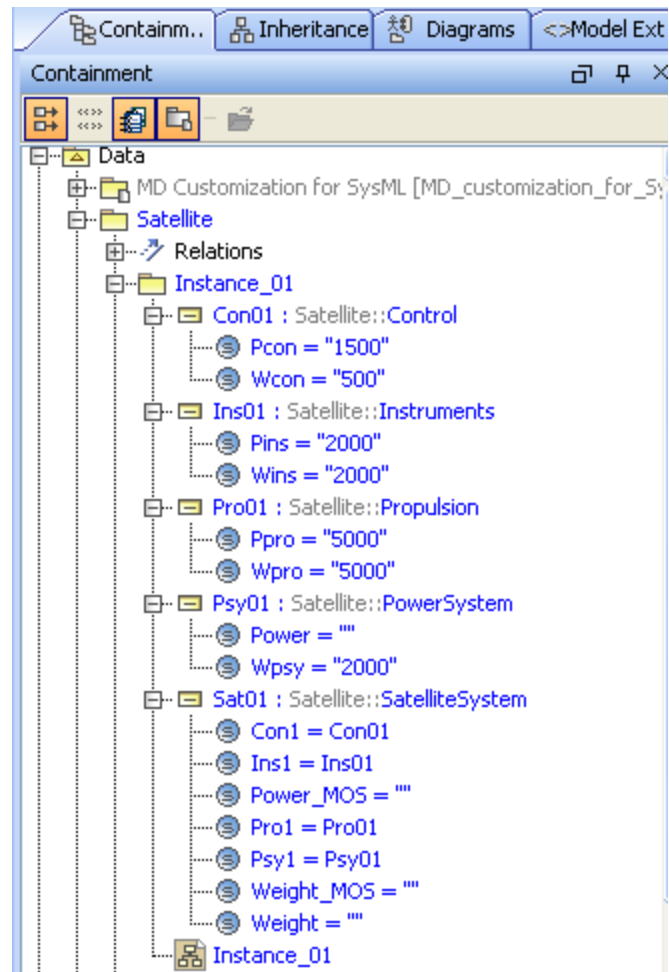 Containm.. Inheritance Diagrams <>Model Ext
Containment
Data
MD Customization for SysML [MD_customization_for_Sy
Satellite
Relations
Instance_01
Con01 : Satellite::Control
Pcon = "1500"
Wcon = "500"
Ins01 : Satellite::Instruments
Pins = "2000"
Wins = "2000"
Pro01 : Satellite::Propulsion
Ppro = "5000"
Wpro = "5000"
Psy01 : Satellite::PowerSystem
Power = ""
Wpsy = "2000"
Sat01 : Satellite::SatelliteSystem
Con1 = Con01
Ins1 = Ins01
Power_MOS = ""
Pro1 = Pro01
Psy1 = Psy01
Weight_MOS = ""
Weight = ""
Instance_01